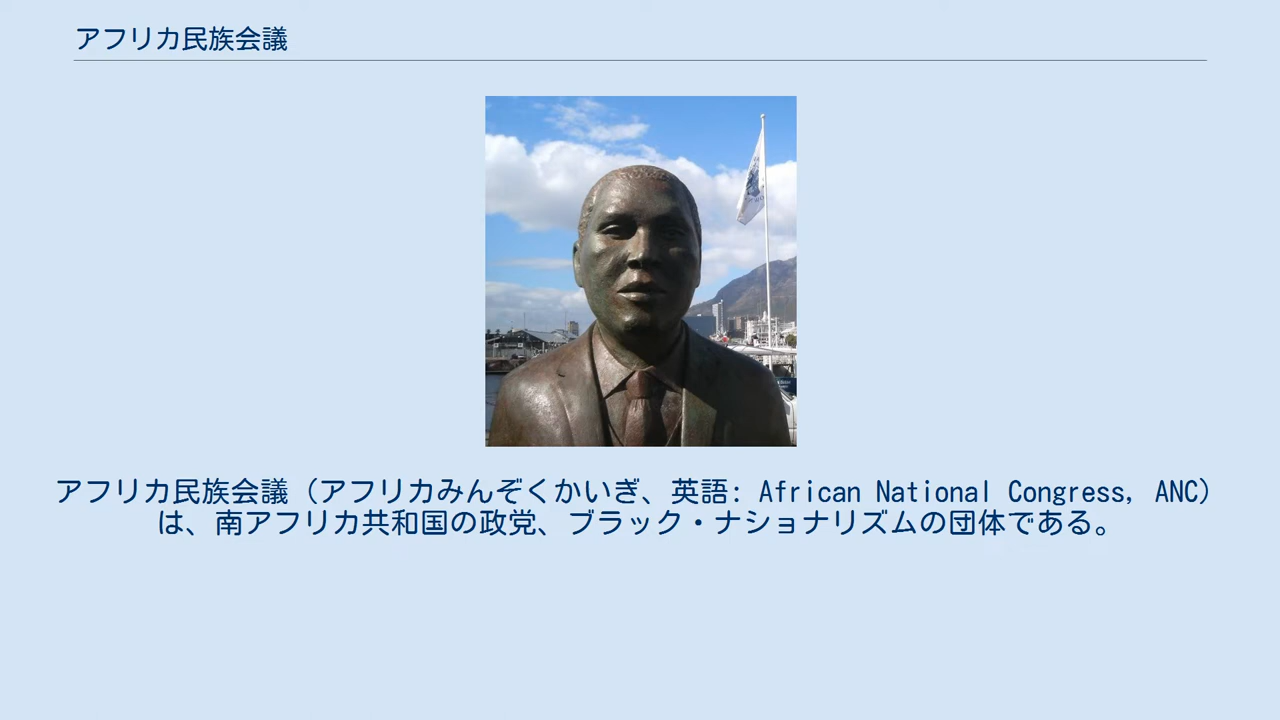 アフリカ民族会議
アフリカ民族会議（アフリカみんぞくかいぎ、英語: African National Congress, ANC）
は、南アフリカ共和国の政党、ブラック・ナショナリズムの団体である。